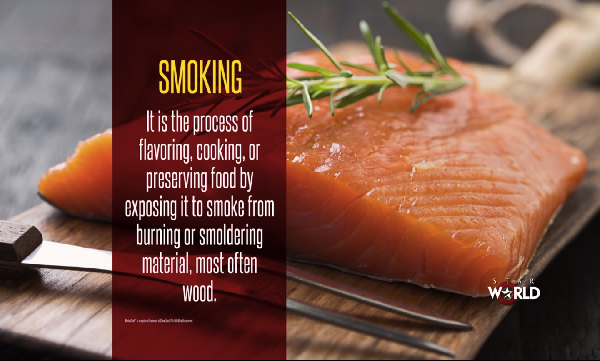 SMOKING
It is the process of
flavoring, cooking, or
preserving food by
exposing it to smoke from
burning or smoldering
material, most often
wood.
STAR
WORLD